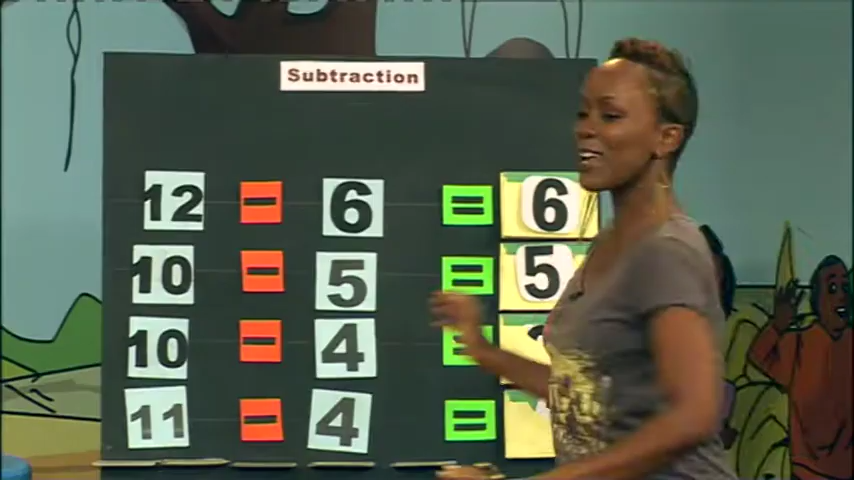 Subtraction
12 - 6 = 6
10 - 5 = 5
10 - 4 =
11 - 4 =